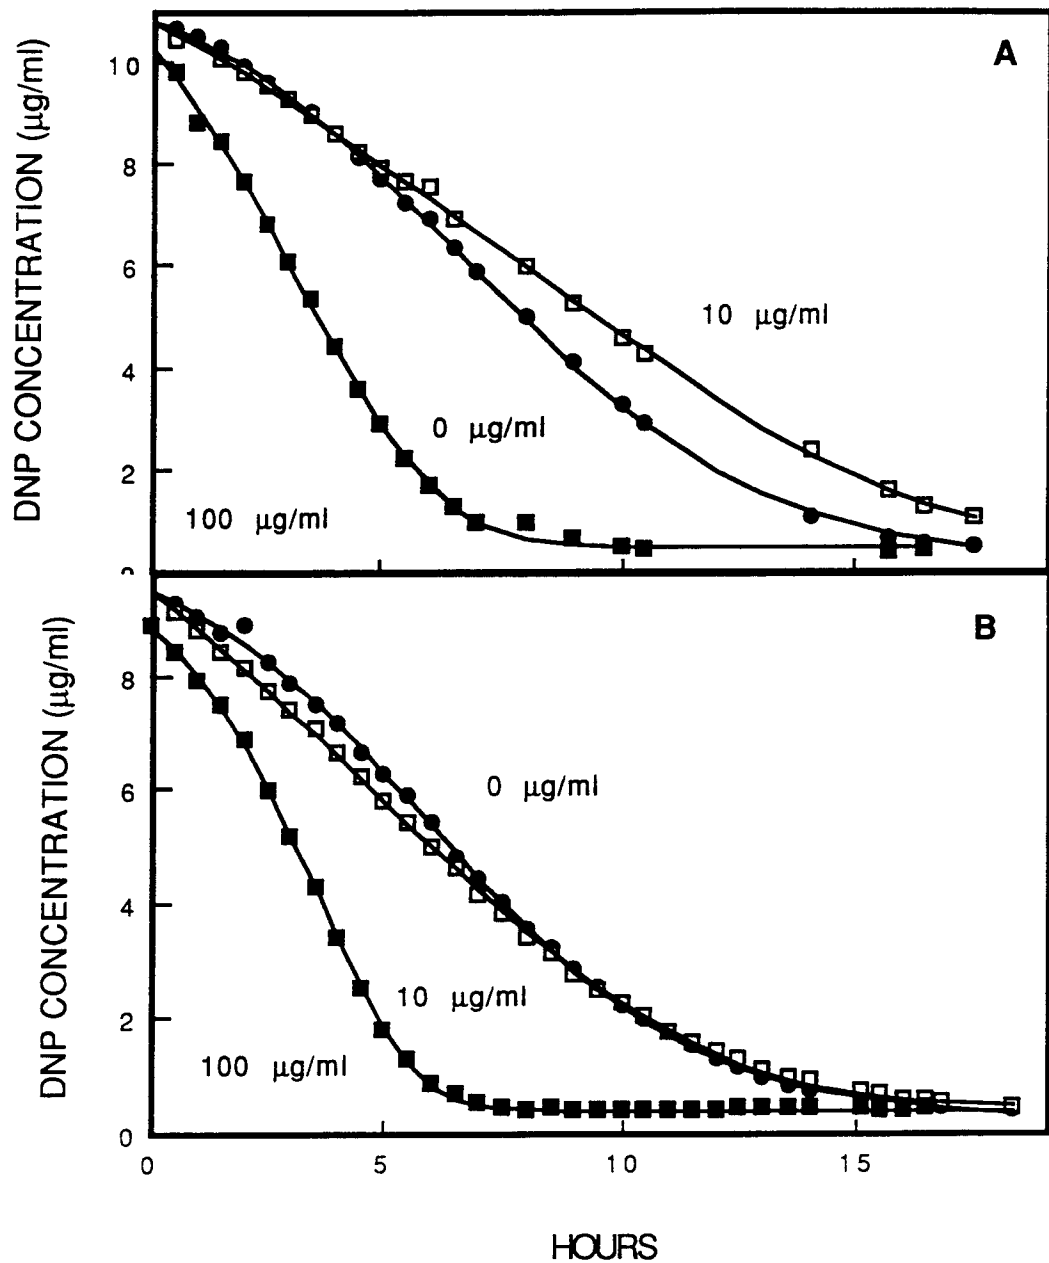 A
DNP CONCENTRATION (μg/ml)
10
8
6
4
2
0
10 μg/ml
0 μg/ml
100 μg/ml
B
DNP CONCENTRATION (μg/ml)
8
6
4
2
0
0 μg/ml
10 μg/ml
100 μg/ml
0 5 10 15
HOURS